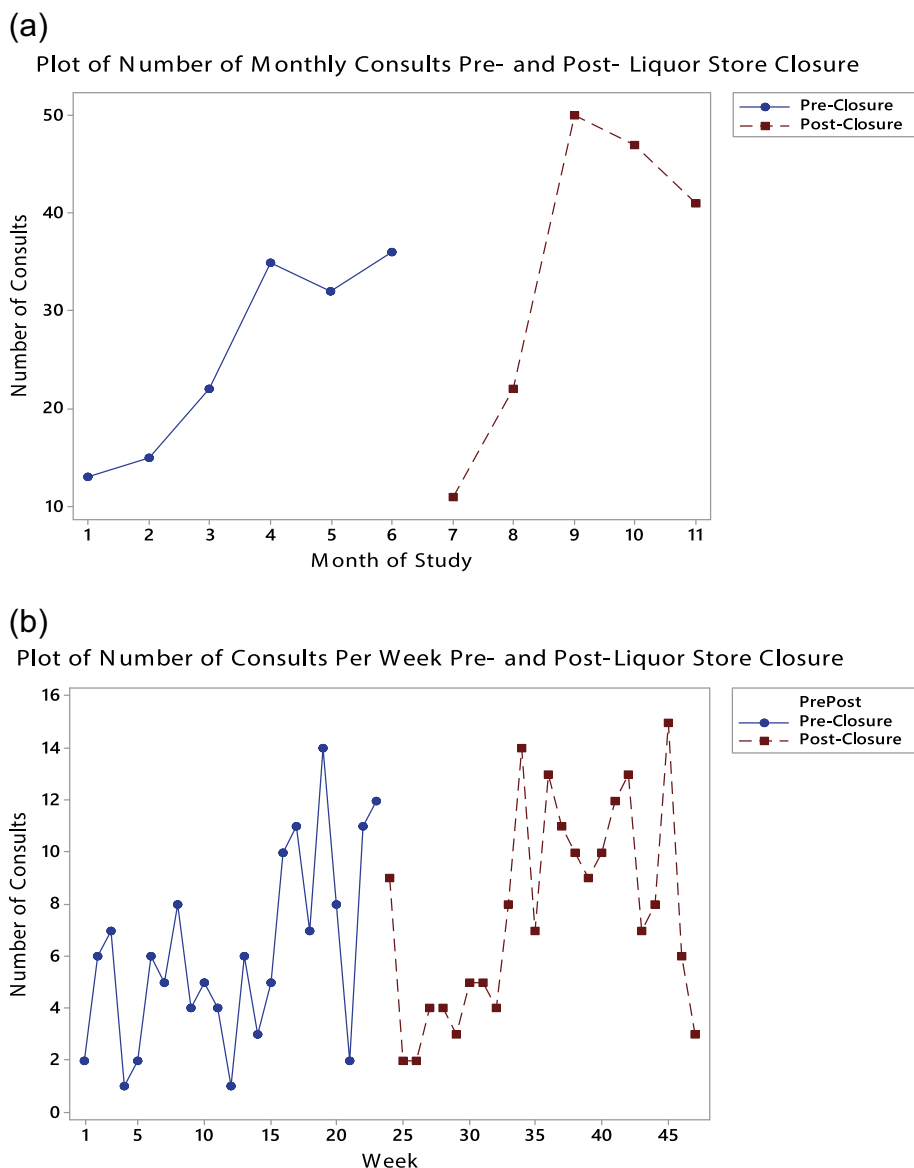 (a)
Plot of Number of Monthly Consults Pre- and Post- Liquor Store Closure
Pre-Closure
Post-Closure
Number of Consults
50
40
30
20
10
1 2 3 4 5 6 7 8 9 10 11
Month of Study
(b)
Plot of Number of Consults Per Week Pre- and Post-Liquor Store Closure
PrePost
Pre-Closure
Post-Closure
Number of Consults
16
14
12
10
8
6
4
2
0
1 5 10 15 20 25 30 35 40 45
Week